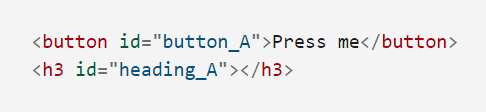 <button id="button_A">Press me</button>
<h3 id="heading_A"></h3>